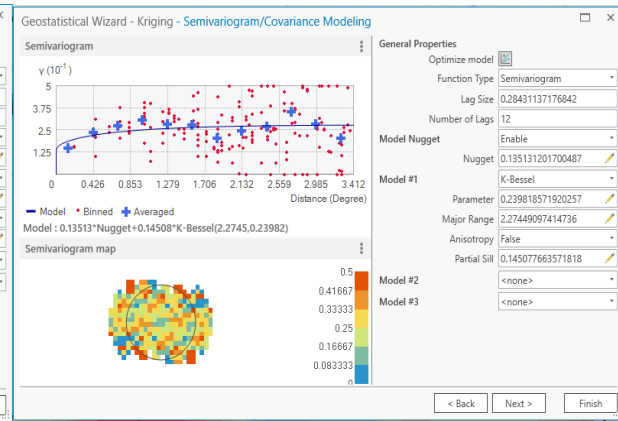 Geostatistical Wizard - Kriging - Semivariogram/Covariance Modeling
Semivariogram
γ (10⁻¹)
5
3.75
2.5
1.25
0 0.426 0.853 1.279 1.706 2.132 2.559 2.985 3.412
Distance (Degree)
Model Binned Averaged
Model : 0.13513*Nugget+0.14508*K-Bessel(2.2745,0.23982)
Semivariogram map
0.5
0.41667
0.33333
0.25
0.16667
0.083333
0
General Properties
Optimize model
Function Type Semivariogram
Lag Size 0.28431137176842
Number of Lags 12
Model Nugget Enable
Nugget 0.135131201700487
Model #1 K-Bessel
Parameter 0.239818571920257
Major Range 2.27449097414736
Anisotropy False
Partial Sill 0.145077663571818
Model #2 <none>
Model #3 <none>
< Back Next > Finish